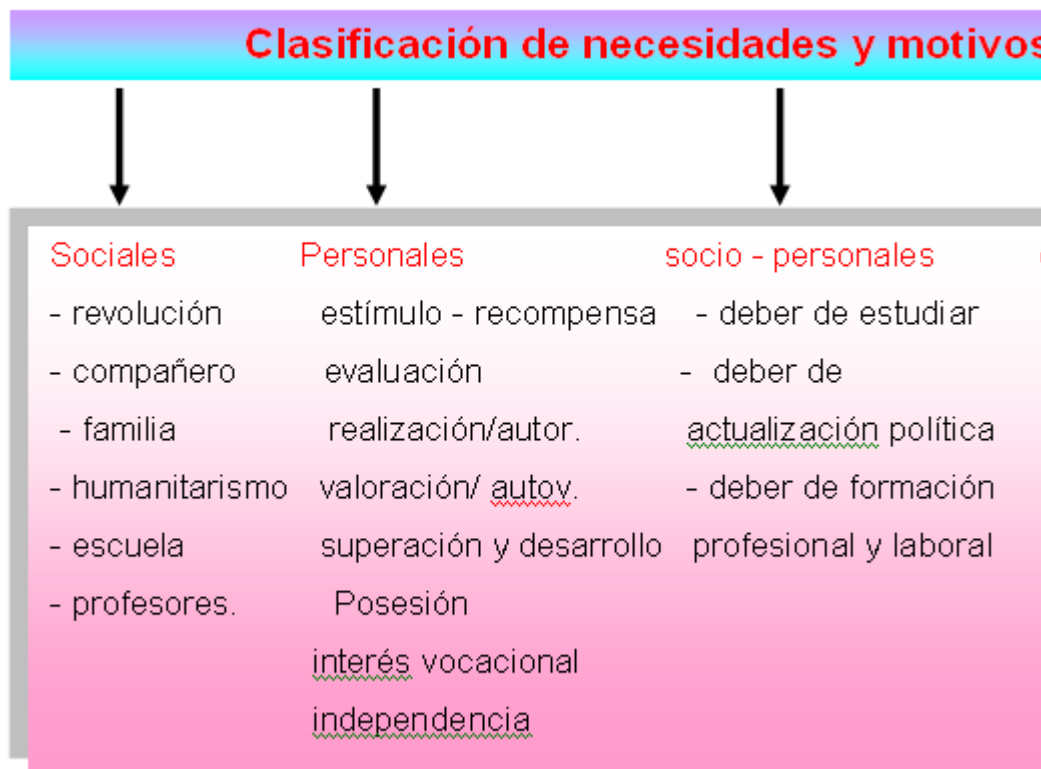 Clasificación de necesidades y motivos
Sociales Personales socio - personales
- revolución estímulo - recompensa - deber de estudiar
- compañero evaluación - deber de
- familia realización/autor. actualización política
- humanitarismo valoración/ autov. - deber de formación
- escuela superación y desarrollo profesional y laboral
- profesores. Posesión
interés vocacional
independencia